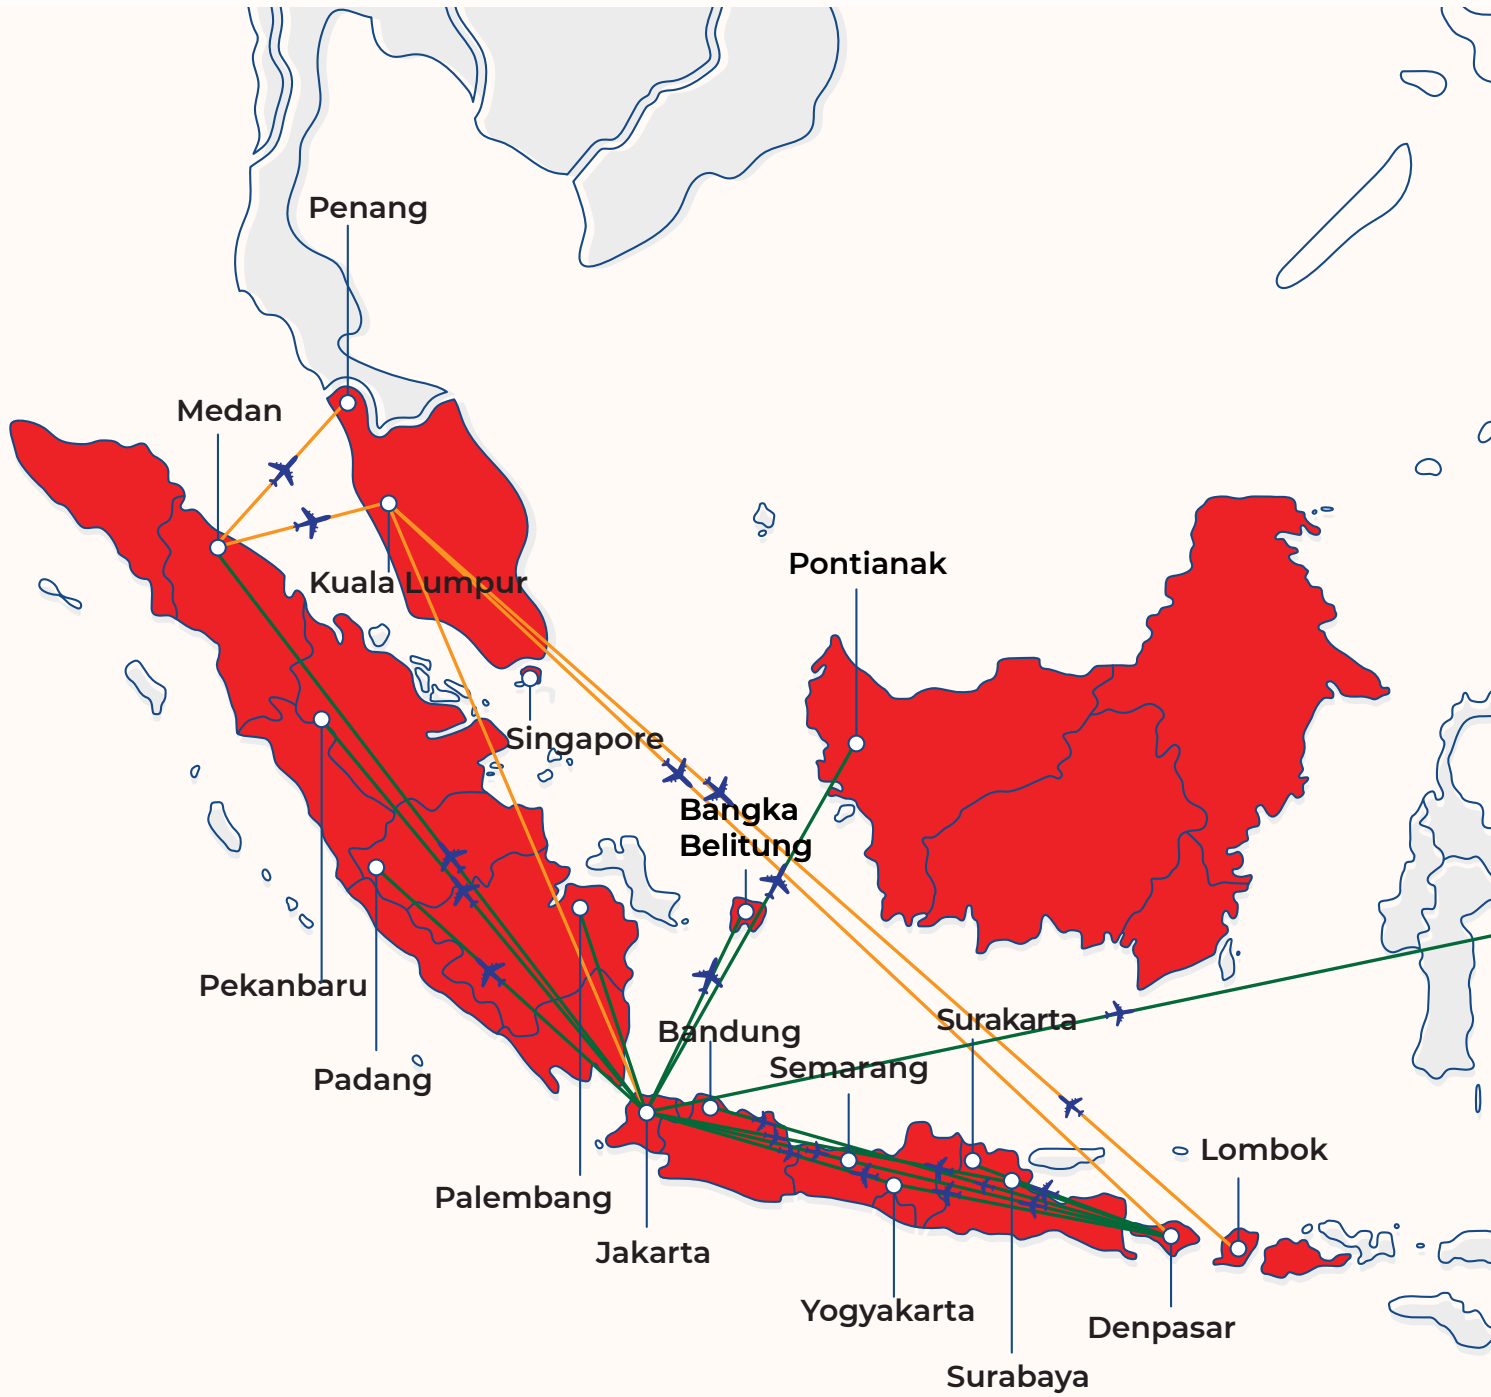 Penang
Medan
Pontianak
Kuala Lumpur
Singapore
Bangka
Belitung
Pekanbaru
Surakarta
Bandung
Semarang
Padang
Lombok
Palembang
Jakarta
Yogyakarta
Denpasar
Surabaya